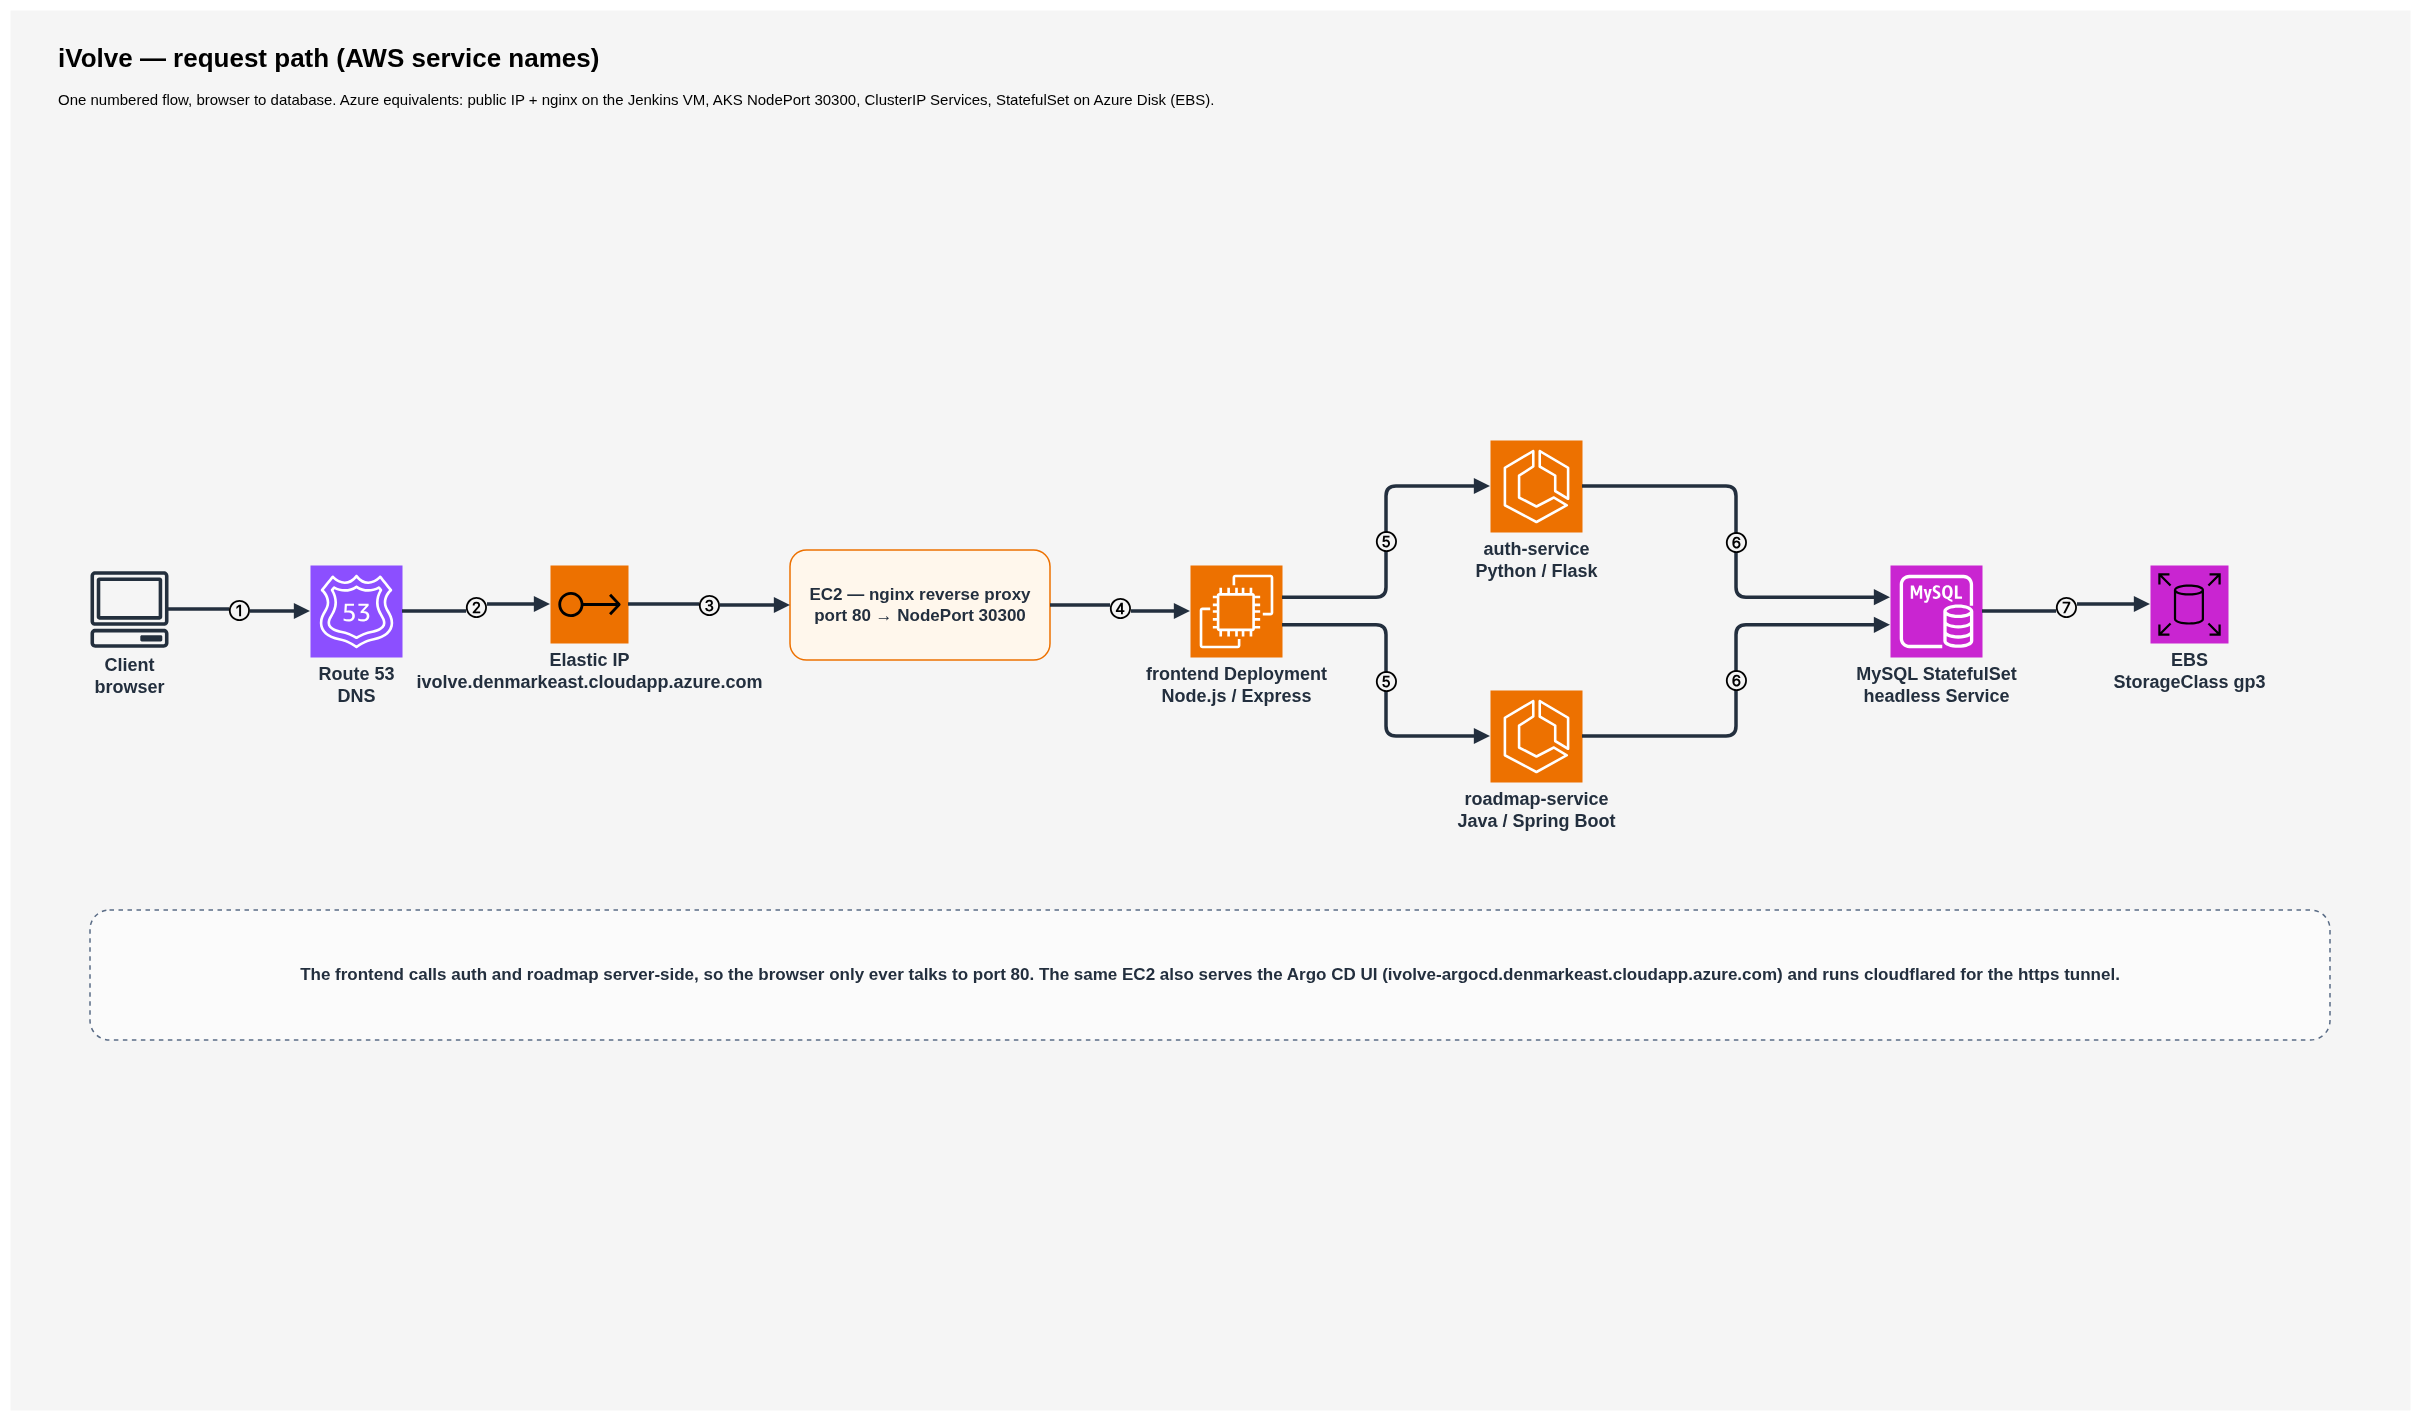 iVolve — request path (AWS service names)
One numbered flow, browser to database. Azure equivalents: public IP + nginx on the Jenkins VM, AKS NodePort 30300, ClusterIP Services, StatefulSet on Azure Disk (EBS).
1
Client
browser
53
Route 53
DNS
2
Elastic IP
ivolve.denmarkeast.cloudapp.azure.com
3
EC2 — nginx reverse proxy
port 80 → NodePort 30300
4
frontend Deployment
Node.js / Express
5
auth-service
Python / Flask
5
roadmap-service
Java / Spring Boot
6
6
MySQL
MySQL StatefulSet
headless Service
7
EBS
StorageClass gp3
The frontend calls auth and roadmap server-side, so the browser only ever talks to port 80. The same EC2 also serves the Argo CD UI (ivolve-argocd.denmarkeast.cloudapp.azure.com) and runs cloudflared for the https tunnel.